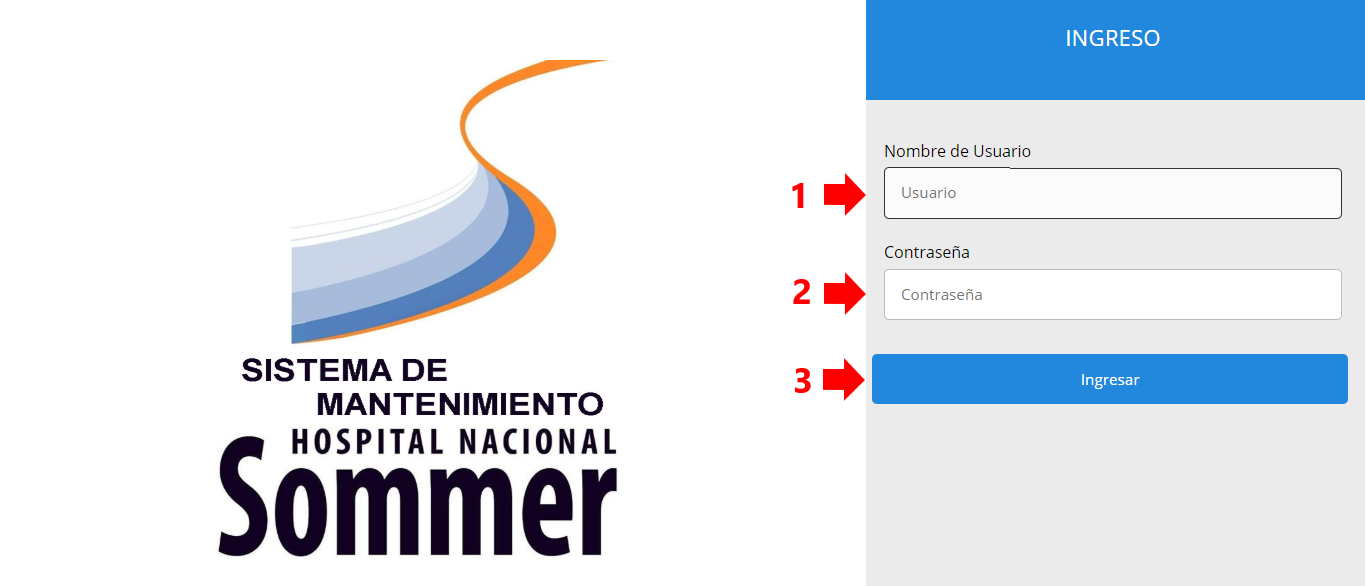 SISTEMA DE
MANTENIMIENTO
HOSPITAL NACIONAL
Sommer
INGRESO
Nombre de Usuario
1
Usuario
Contraseña
2
Contraseña
3
Ingresar